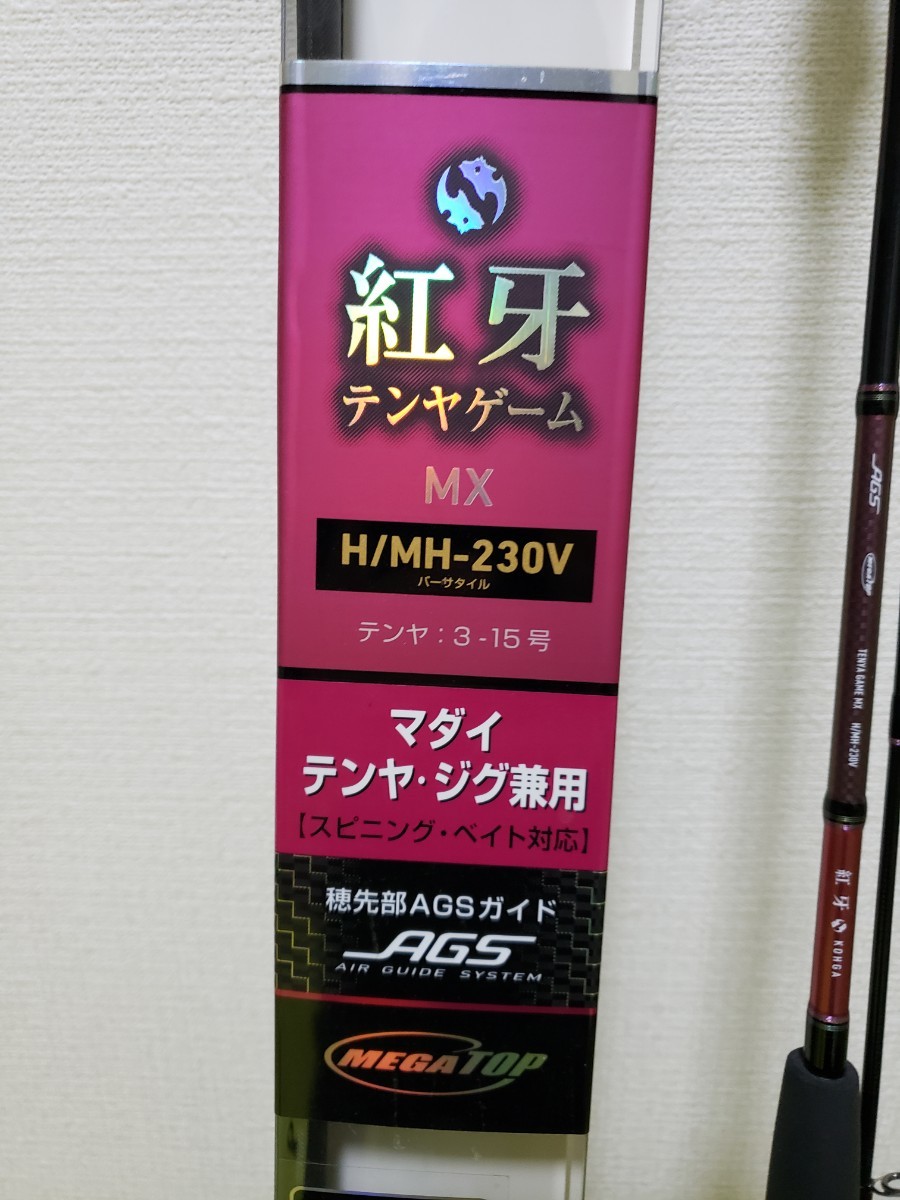 紅牙
テンヤゲーム
MX
H/MH-230V
バーサタイル
テンヤ：3-15号
マダイ
テンヤ・ジグ兼用
【スピニング・ベイト対応】
穂先部AGSガイド
AGS
AIR GUIDE SYSTEM
MEGATOP
AGS
MEGATOP
TENYA GAME MX H/MH-230V
紅牙 KOHGA